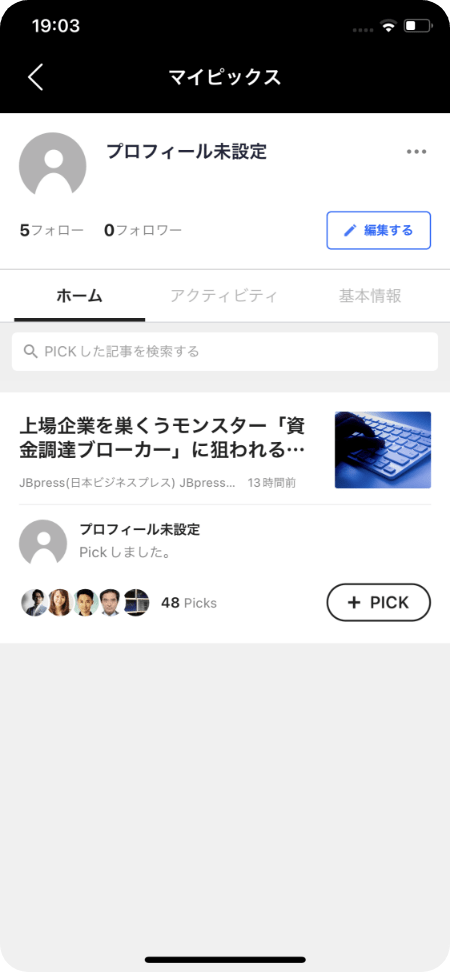 19:03
マイピックス
プロフィール未設定
5フォロー 0フォロワー
編集する
ホーム アクティビティ 基本情報
PICKした記事を検索する
上場企業を巣くうモンスター「資
金調達ブローカー」に狙われる…
JBpress(日本ビジネスプレス) JBpress... 13時間前
プロフィール未設定
Pickしました。
48 Picks
+ PICK